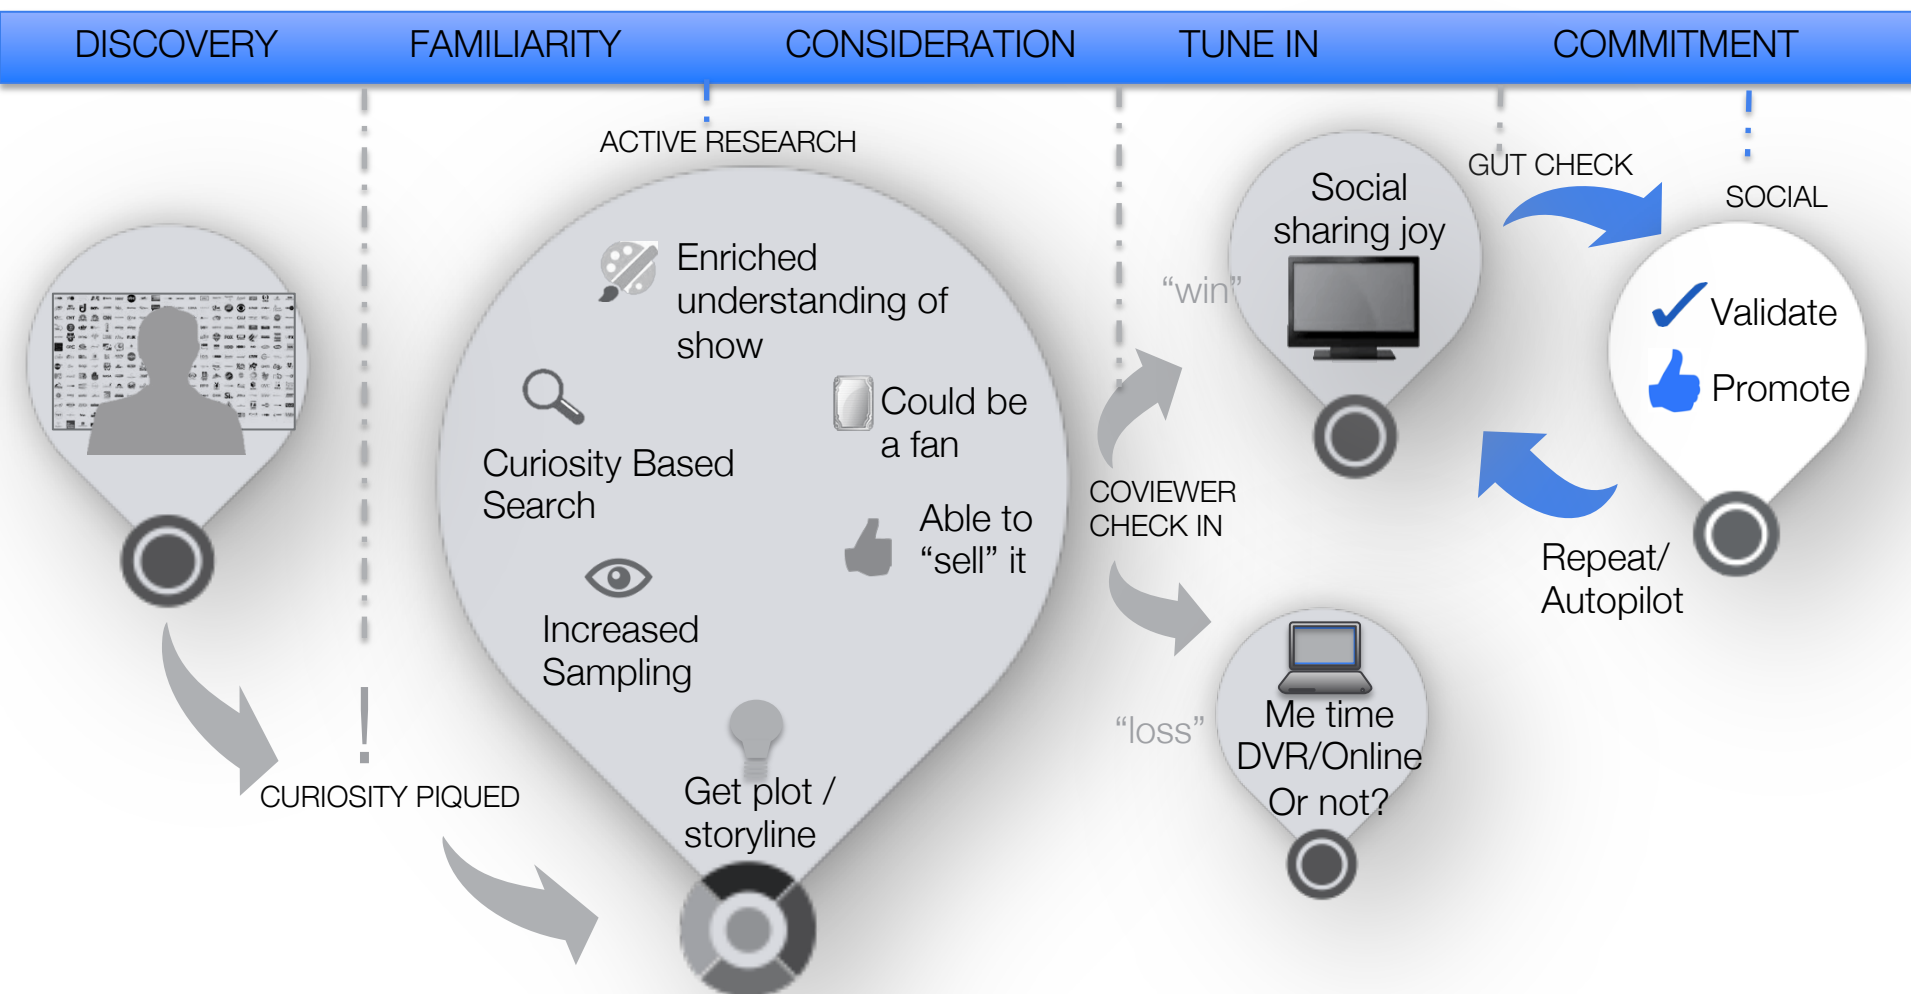 DISCOVERY
FAMILIARITY
CONSIDERATION
TUNE IN
COMMITMENT
CURIOSITY PIQUED
ACTIVE RESEARCH
Enriched
understanding of
show
Curiosity Based
Search
Could be
a fan
Able to
“sell” it
Increased
Sampling
Get plot /
storyline
COVIEWER
CHECK IN
“win”
Social
sharing joy
“loss”
Me time
DVR/Online
Or not?
GUT CHECK
SOCIAL
Validate
Promote
Repeat/
Autopilot